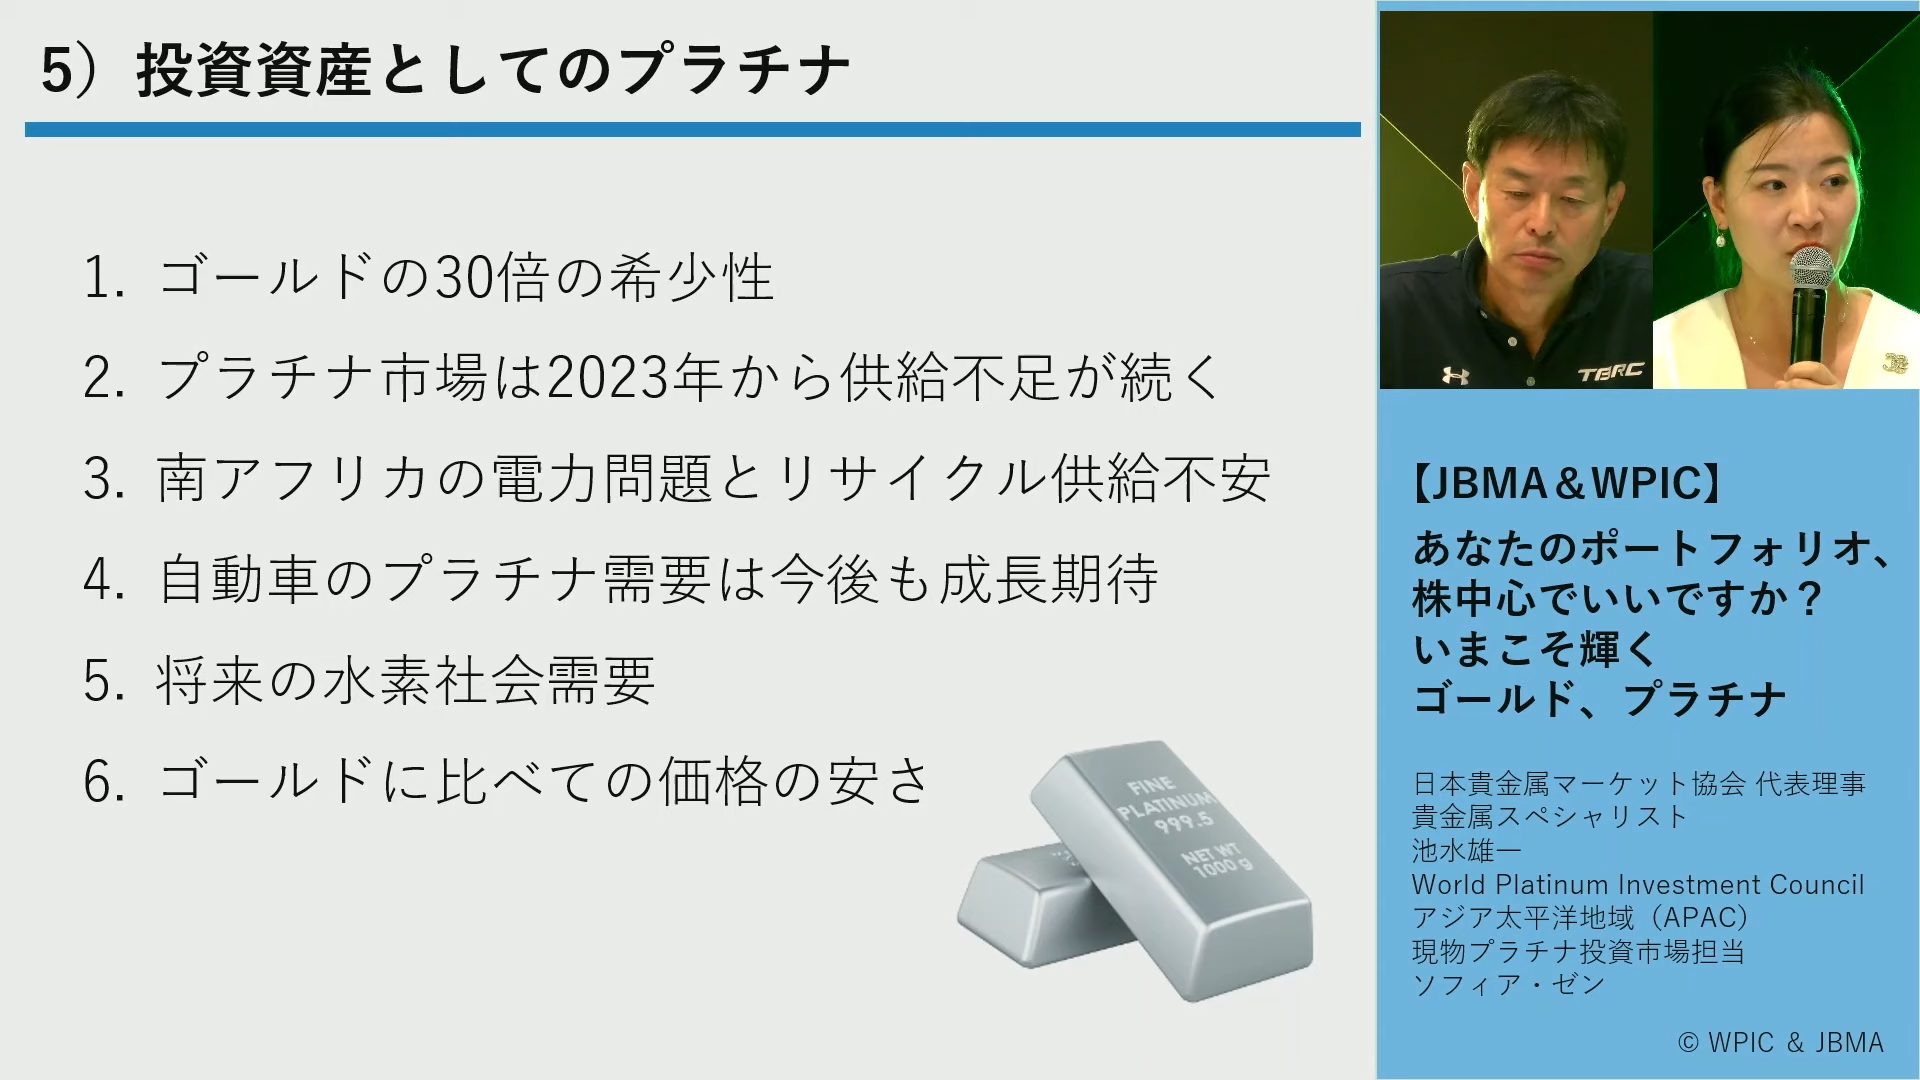 5）投資資産としてのプラチナ
1. ゴールドの30倍の希少性
2. プラチナ市場は2023年から供給不足が続く
3. 南アフリカの電力問題とリサイクル供給不安
4. 自動車のプラチナ需要は今後も成長期待
5. 将来の水素社会需要
6. ゴールドに比べての価格の安さ
FINE
PLATINUM
999.5
NET WT
1000 g
TBRC
【JBMA＆WPIC】
あなたのポートフォリオ、
株中心でいいですか？
いまこそ輝く
ゴールド、プラチナ
日本貴金属マーケット協会 代表理事
貴金属スペシャリスト
池水雄一
World Platinum Investment Council
アジア太平洋地域（APAC）
現物プラチナ投資市場担当
ソフィア・ゼン
© WPIC & JBMA